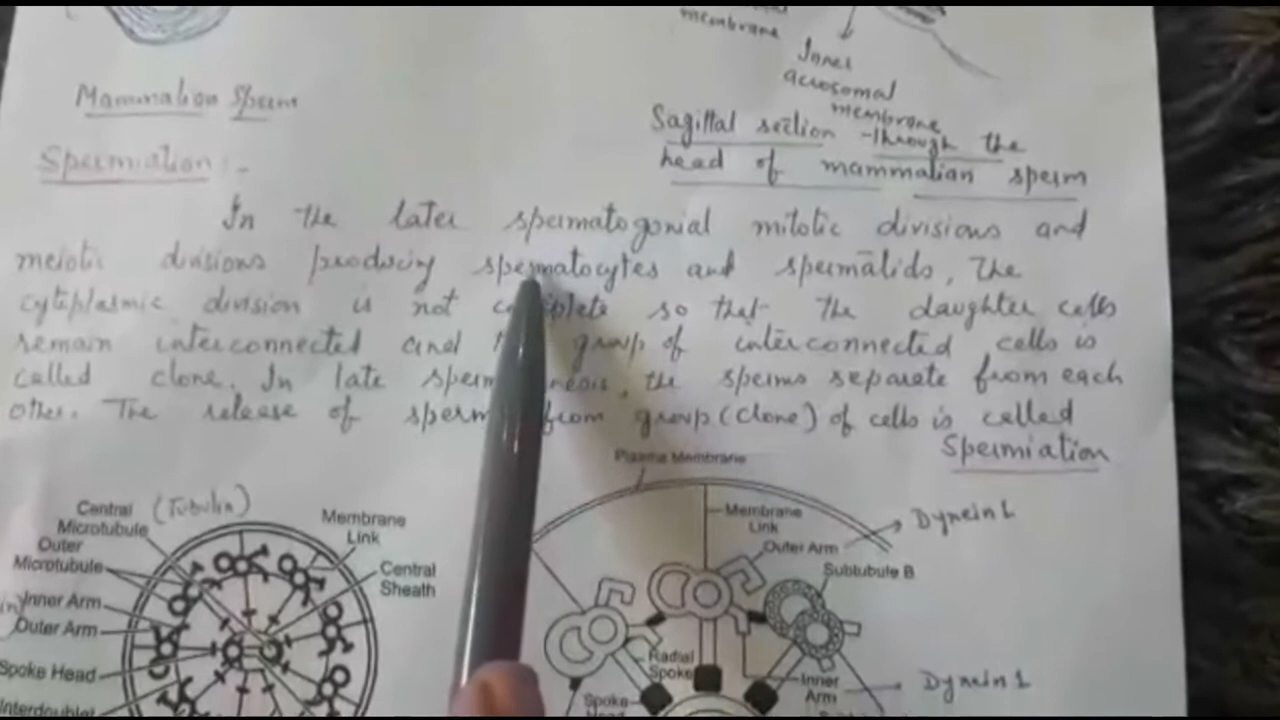 membrane
Inner
acrosomal
membrane
Mammalian Sperm
Sagittal section through the
head of mammalian sperm
Spermiation :-
In the later spermatogonial mitotic divisions and
meiotic divisions producing spermatocytes and spermatids, The
cytoplasmic division is not so that the daughter cells
remain interconnected and group of interconnected cells is
called clone. In late the sperms separate from each
other. The release of sperm from group (clone) of cells is called
Spermiation
Plasma Membrane
Central (Tubulin)
Microtubule
Outer
Microtubule
Membrane
Link
Central
Sheath
Inner Arm
Outer Arm
Spoke Head
Interdoublet
Membrane
Link
Outer Arm
Dynein 1
Subtubule B
Radial
Spoke
Inner
Arm
Dynein 1
Spoke